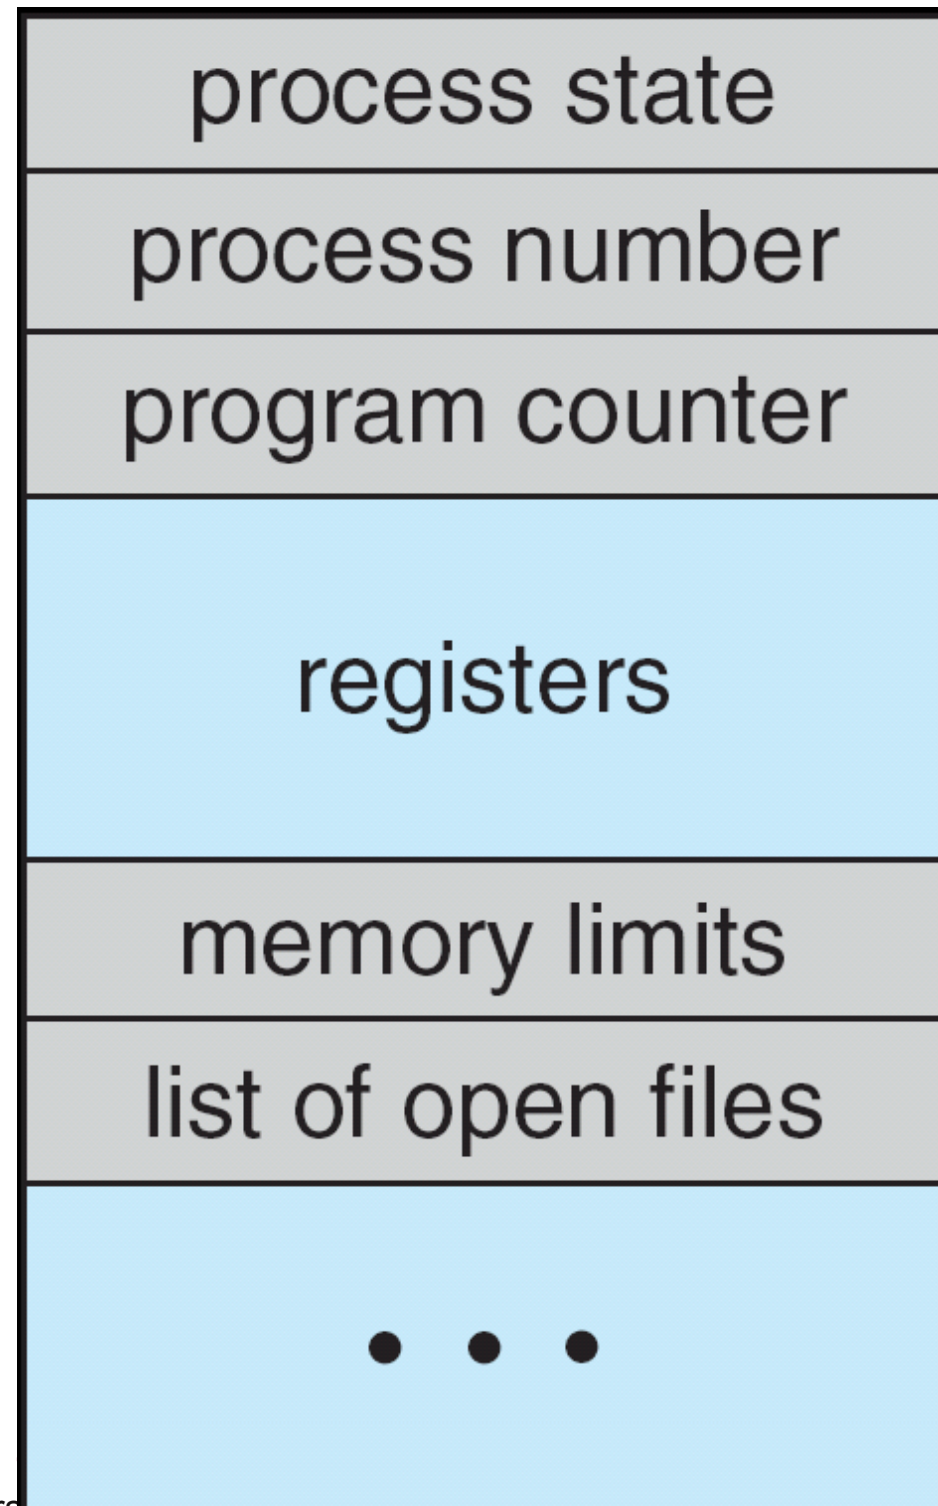 process state
process number
program counter
registers
memory limits
list of open files
• • •